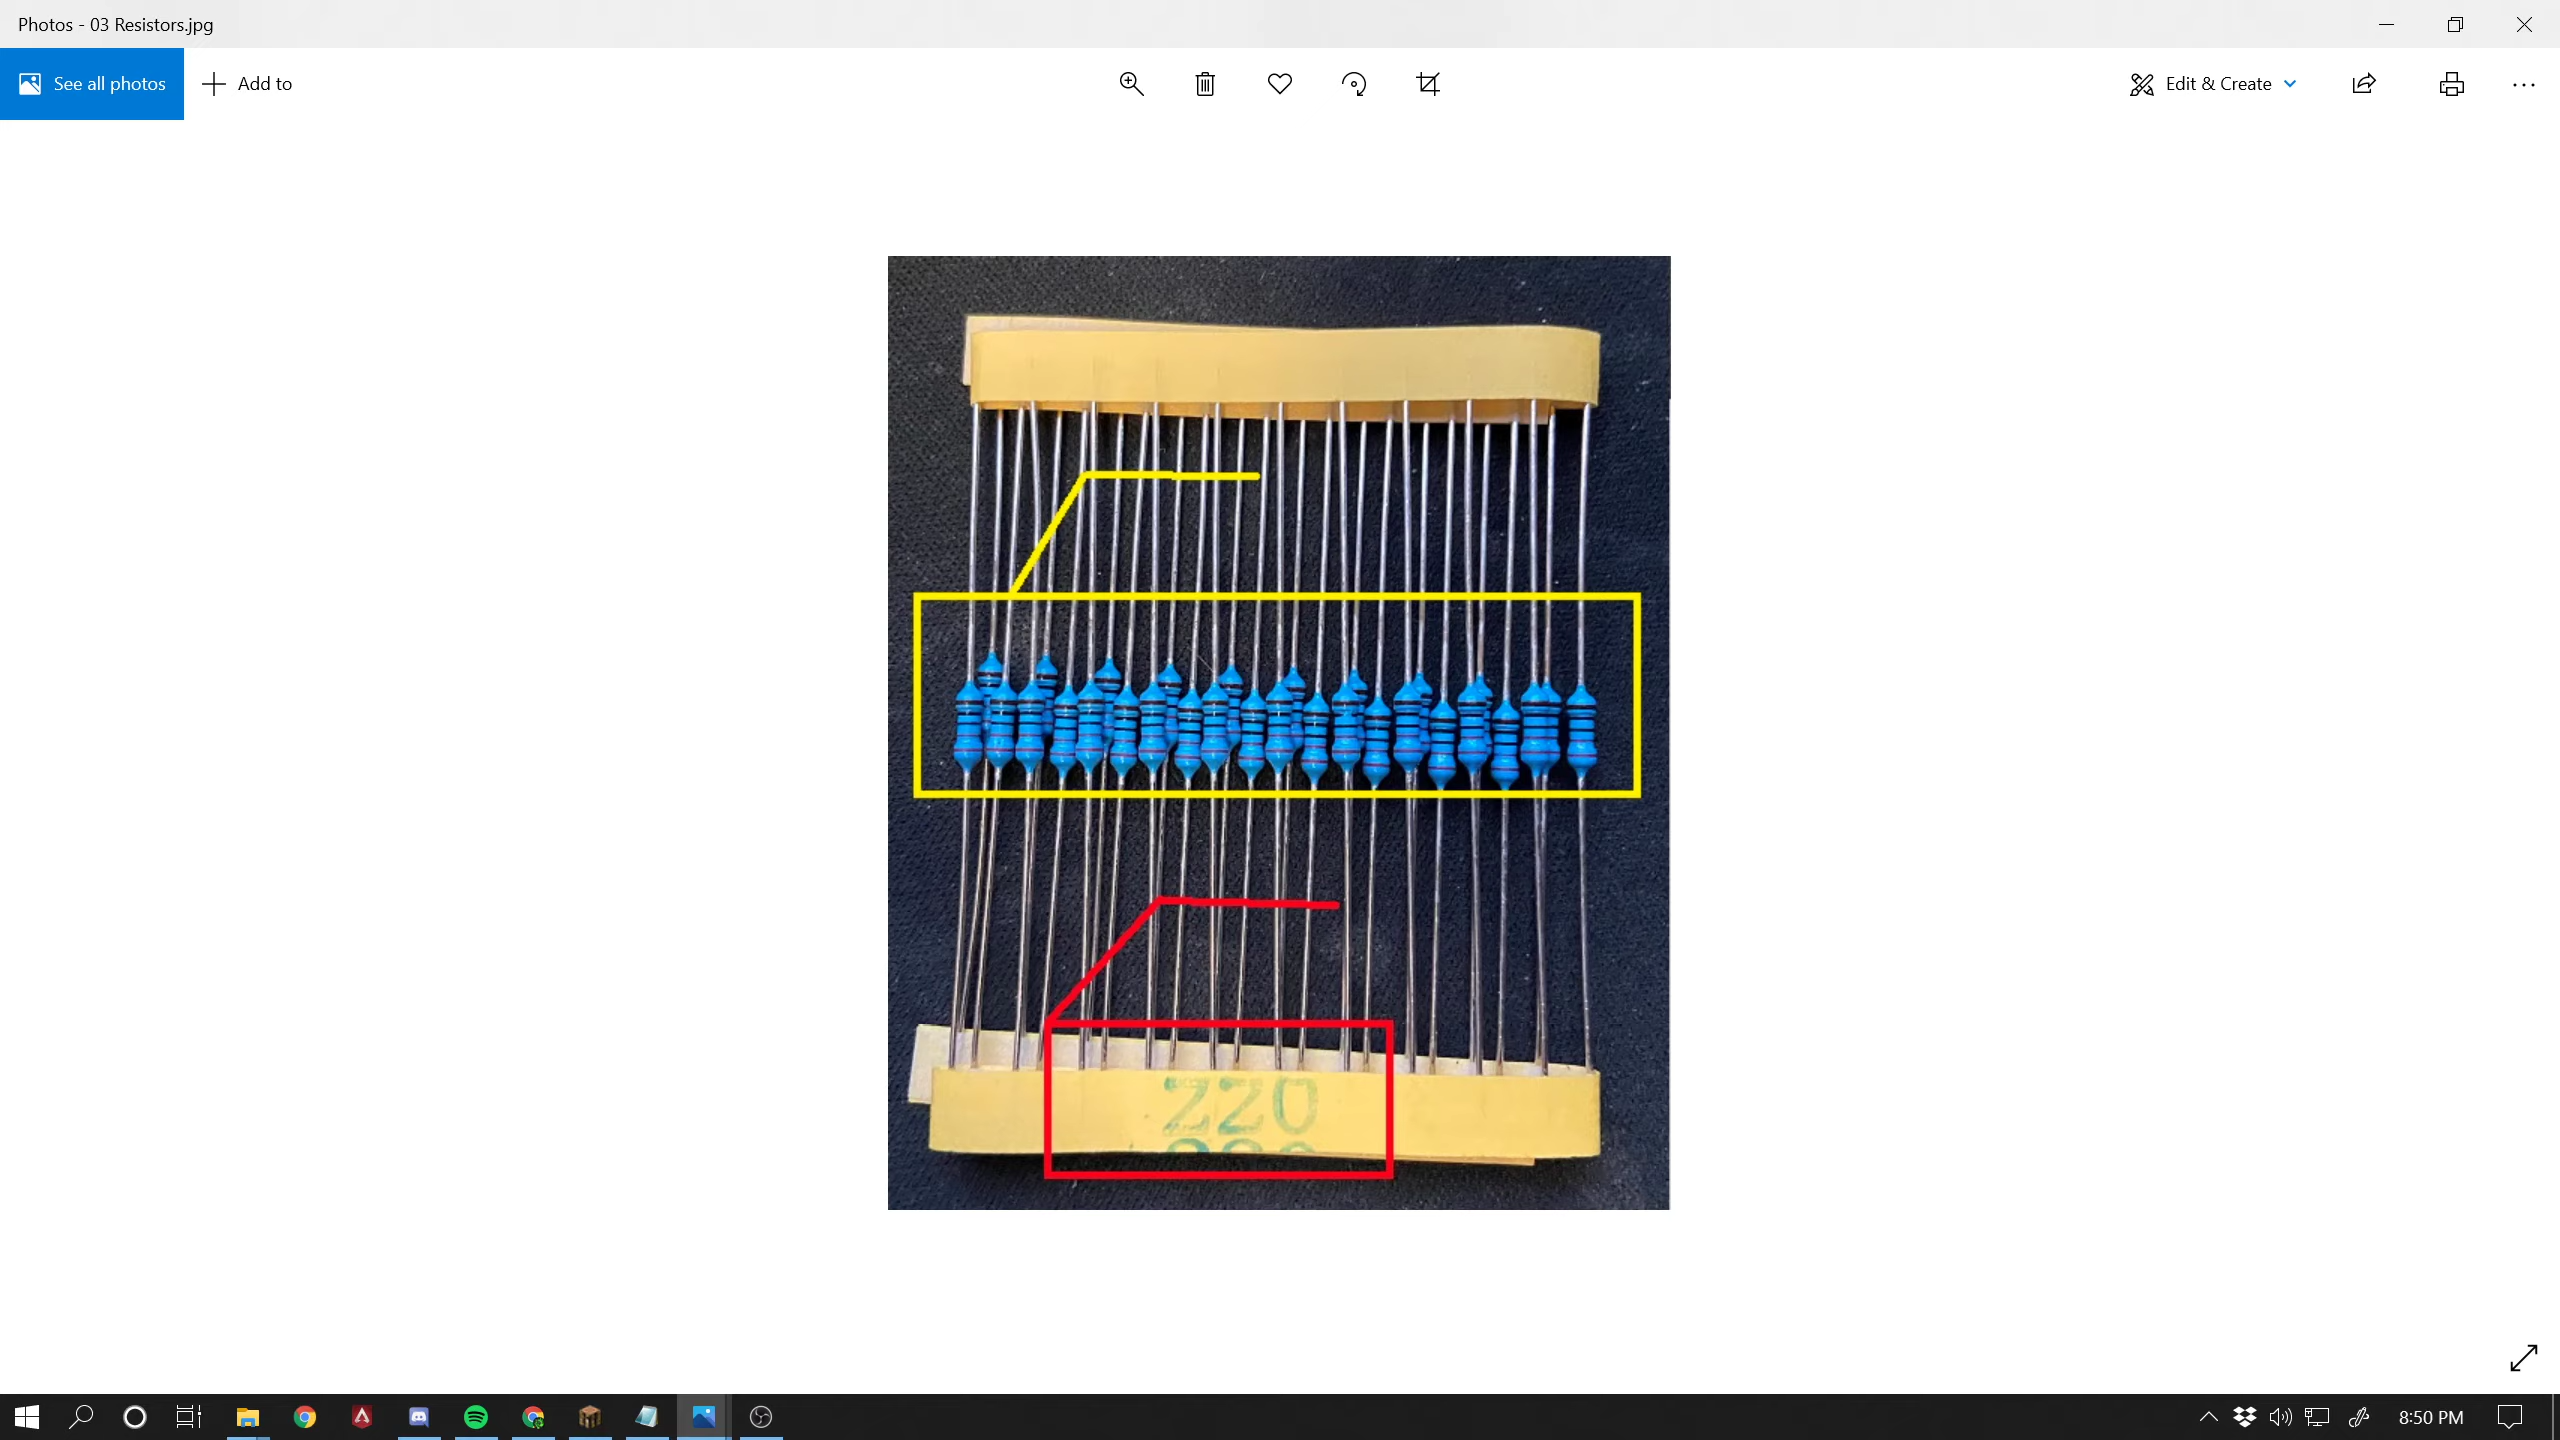 Photos - 03 Resistors.jpg
See all photos
Add to
Edit & Create
220
8:50 PM